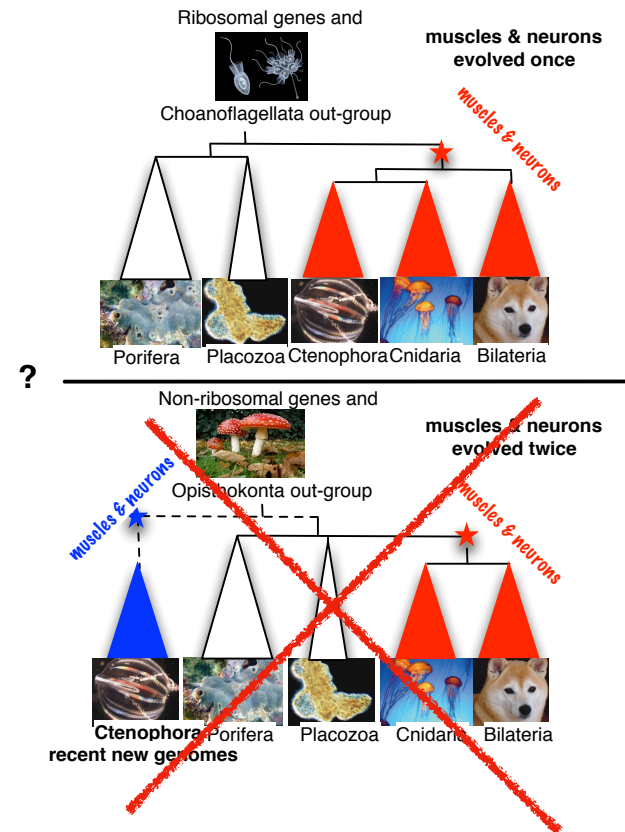 Ribosomal genes and
muscles & neurons
evolved once
Choanoflagellata out-group
muscles & neurons
Porifera
Placozoa
Ctenophora
Cnidaria
Bilateria
?
Non-ribosomal genes and
muscles & neurons
evolved twice
Opisthokonta out-group
muscles & neurons
muscles & neurons
Ctenophora
recent new genomes
Porifera
Placozoa
Cnidaria
Bilateria